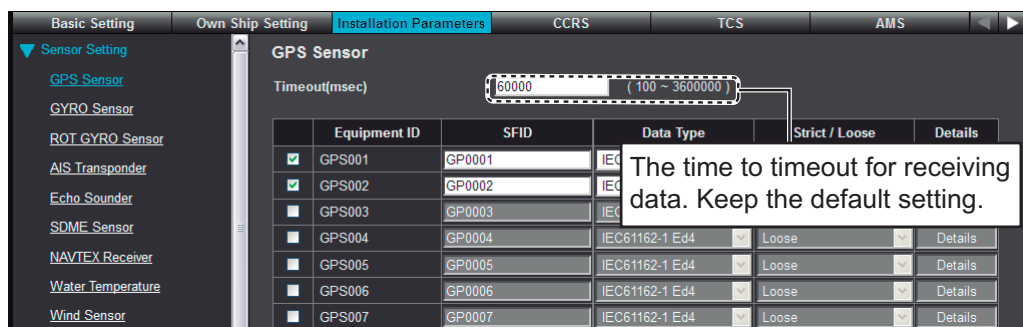 Basic Setting Own Ship Setting Installation Parameters CCRS TCS AMS
Sensor Setting
GPS Sensor
GYRO Sensor
ROT GYRO Sensor
AIS Transponder
Echo Sounder
SDME Sensor
NAVTEX Receiver
Water Temperature
Wind Sensor
GPS Sensor
Timeout(msec) 60000 ( 100 ~ 3600000 )
Equipment ID SFID Data Type Strict / Loose Details
GPS001 GP0001 IEC
GPS002 GP0002 IEC
GPS003 GP0003 IEC
GPS004 GP0004 IEC61162-1 Ed4 Loose Details
GPS005 GP0005 IEC61162-1 Ed4 Loose Details
GPS006 GP0006 IEC61162-1 Ed4 Loose Details
GPS007 GP0007 IEC61162-1 Ed4 Loose Details
The time to timeout for receiving
data. Keep the default setting.